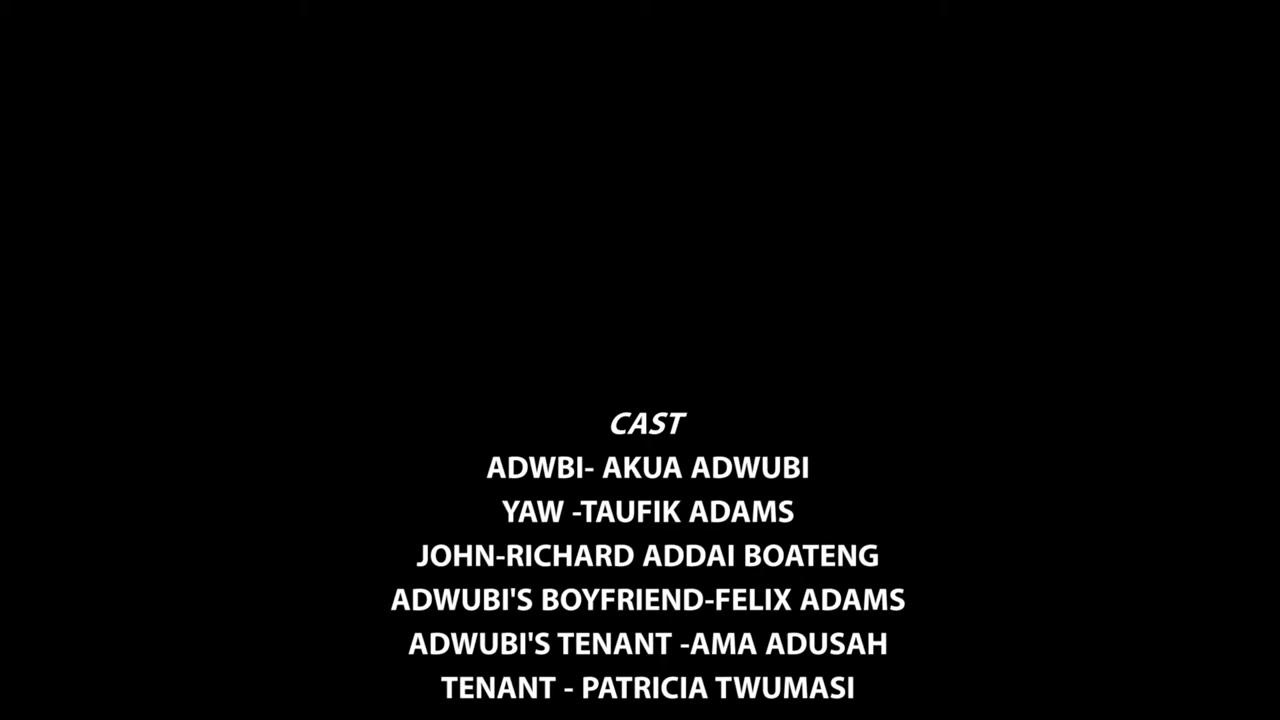 CAST
ADWBI- AKUA ADWUBI
YAW -TAUFIK ADAMS
JOHN-RICHARD ADDAI BOATENG
ADWUBI'S BOYFRIEND-FELIX ADAMS
ADWUBI'S TENANT -AMA ADUSAH
TENANT - PATRICIA TWUMASI